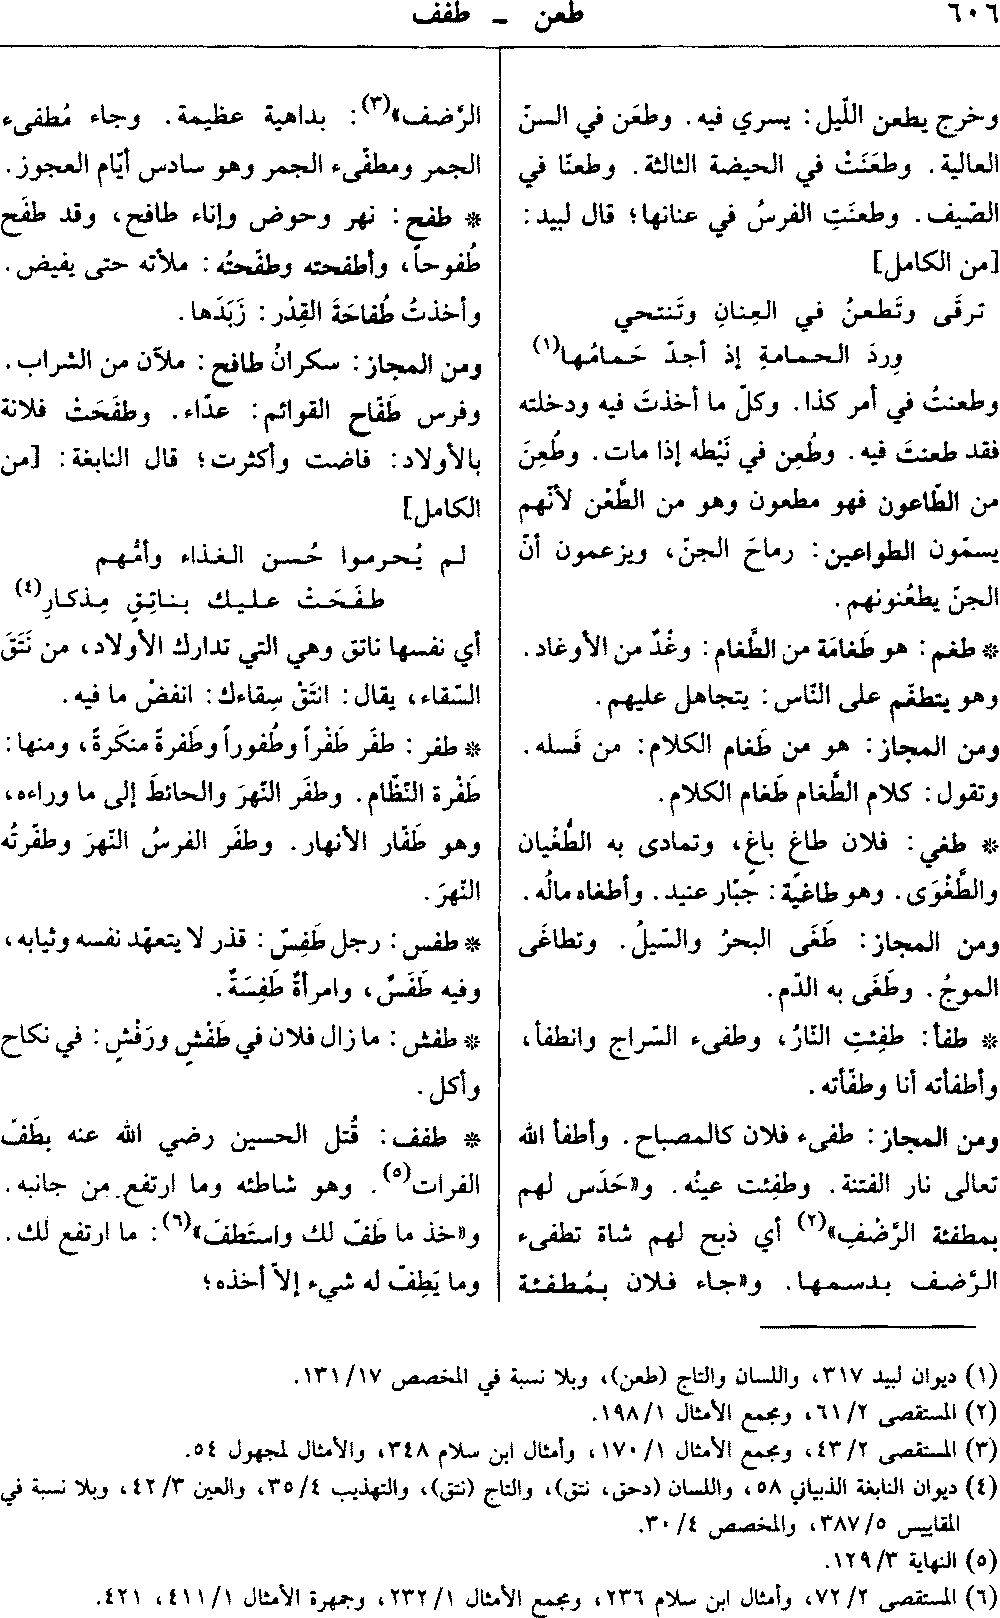 ٦٠٦
طعن - طفف
وخرج يطعن اللّيل: يسري فيه. وطعَن في السنّ
العالية. وطعَنَتْ في الحيضة الثالثة. وطعنّا في
الصّيف. وطعنَتِ الفرسُ في عنانها؛ قال لبيد:
[من الكامل]
ترقَى وتَطعنُ في العِنانِ وتَنتحي
وِردَ الحمامةِ إذ أجدّ حَمامُها(١)
وطعنتُ في أمر كذا. وكلّ ما أخذتَ فيه ودخلته
فقد طعنتَ فيه. وطُعِن في نَيْطه إذا مات. وطُعِنَ
من الطّاعون فهو مطعون وهو من الطَّعْن لأنّهم
يسمّون الطواعين: رماحَ الجنّ، ويزعمون أنّ
الجنّ يطعُنونهم.
* طغم: هو طَغامَة من الطَّغام: وغْدٌ من الأوغاد.
وهو يتطغّم على النّاس: يتجاهل عليهم.
ومن المجاز: هو من طَغام الكلام: من فَسله.
وتقول: كلام الطَّغام طَغام الكلام.
* طغي: فلان طاغٍ باغٍ، وتمادى به الطُّغْيان
والطَّغْوَى. وهو طاغيَة: جبّار عنيد. وأطغاه مالُه.
ومن المجاز: طَغَى البحرُ والسّيلُ. وتطاغَى
الموجُ. وطَغَى به الدّم.
* طفأ: طفِئتِ النّارُ، وطفىء السّراج وانطفأ،
وأطفأته أنا وطفّأته.
ومن المجاز: طفىء فلان كالمصباح. وأطفأ الله
تعالى نار الفتنة. وطفِئت عينُه. و«حَدَس لهم
بمطفئة الرَّضْفِ»(٢) أي ذبح لهم شاة تطفىء
الرَّضف بدسمها. و«جاء فلان بمُطفئة
الرَّضف»(٣): بداهية عظيمة. وجاء مُطفىء
الجمر ومطفّىء الجمر وهو سادس أيّام العجوز.
* طفح: نهر وحوض وإناء طافح، وقد طفَح
طُفوحاً، وأطفحته وطفّحتُه: ملأته حتى يفيض.
وأخذتُ طُفاحَةَ القِدْر: زَبَدَها.
ومن المجاز: سكرانُ طافح: ملآن من الشراب.
وفرس طَفّاح القوائم: عدّاء. وطفَحَتْ فلانة
بالأولاد: فاضت وأكثرت؛ قال النابغة: [من
الكامل]
لم يُحرموا حُسن الغذاء وأمُّهم
طفَحَتْ عليك بناتِقٍ مِذكارِ(٤)
أي نفسها ناتق وهي التي تدارك الأولاد، من نَتَقَ
السّقاء، يقال: انتَقْ سِقاءك: انفضْ ما فيه.
* طفر: طفَر طَفْراً وطُفوراً وطَفرةً منكَرةً، ومنها:
طَفْرة النّظّام. وطفَر النّهرَ والحائطَ إلى ما وراءه،
وهو طَفّار الأنهار. وطفَر الفرسُ النّهرَ وطفّرتُه
النّهرَ.
* طفس: رجل طَفِسٌ: قذر لا يتعهّد نفسه وثيابه،
وفيه طَفَسٌ، وامرأةٌ طَفِسَةٌ.
* طفش: ما زال فلان في طَفْشٍ ورَفْشٍ: في نكاح
وأكل.
* طفف: قُتل الحسين رضي الله عنه بطَفّ
الفرات(٥). وهو شاطئه وما ارتفع من جانبه.
و«خذ ما طَفّ لك واستَطفّ»(٦): ما ارتفع لك.
وما يَطِفّ له شيء إلاّ أخذه؛
(١) ديوان لبيد ٣١٧، واللسان والتاج (طعن)، وبلا نسبة في المخصص ١٣١/١٧.
(٢) المستقصى ٦١/٢، ومجمع الأمثال ١٩٨/١.
(٣) المستقصى ٤٣/٢، ومجمع الأمثال ١٧٠/١، وأمثال ابن سلام ٣٤٨، والأمثال لمجهول ٥٤.
(٤) ديوان النابغة الذبياني ٥٨، واللسان (دحق، نتق)، والتاج (نتق)، والتهذيب ٣٥/٤، والعين ٤٢/٣، وبلا نسبة في
المقاييس ٣٨٧/٥، والمخصص ٣٠/٤.
(٥) النهاية ١٢٩/٣.
(٦) المستقصى ٧٢/٢، وأمثال ابن سلام ٢٣٦، ومجمع الأمثال ٢٣٢/١، وجمهرة الأمثال ٤١١/١، ٤٢١.